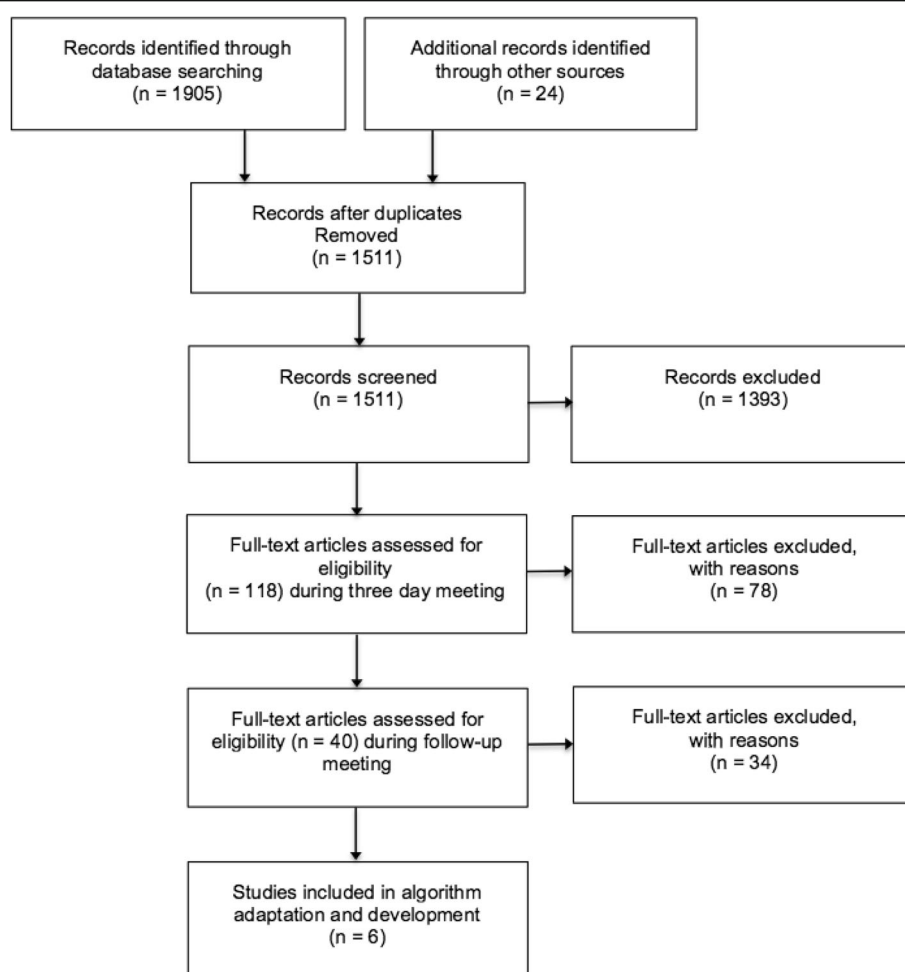 Records identified through
database searching
(n = 1905)
Additional records identified
through other sources
(n = 24)
Records after duplicates
Removed
(n = 1511)
Records screened
(n = 1511)
Records excluded
(n = 1393)
Full-text articles assessed for
eligibility
(n = 118) during three day meeting
Full-text articles excluded,
with reasons
(n = 78)
Full-text articles assessed for
eligibility (n = 40) during follow-up
meeting
Full-text articles excluded,
with reasons
(n = 34)
Studies included in algorithm
adaptation and development
(n = 6)